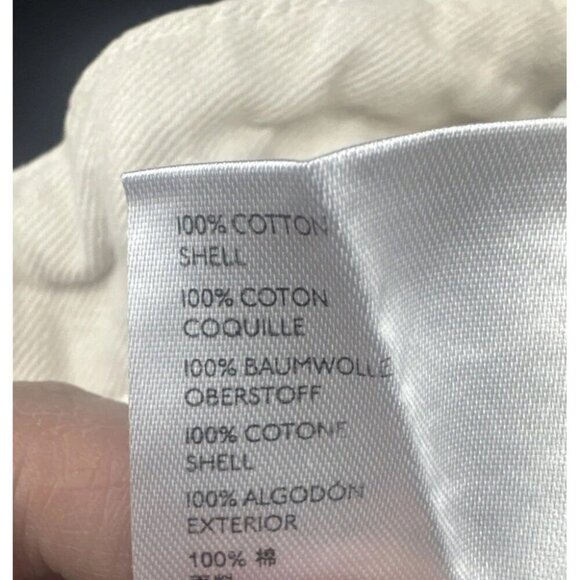 100% COTTON
SHELL
100% COTON
COQUILLE
100% BAUMWOLLE
OBERSTOFF
100% COTONE
SHELL
100% ALGODÓN
EXTERIOR
100% 棉